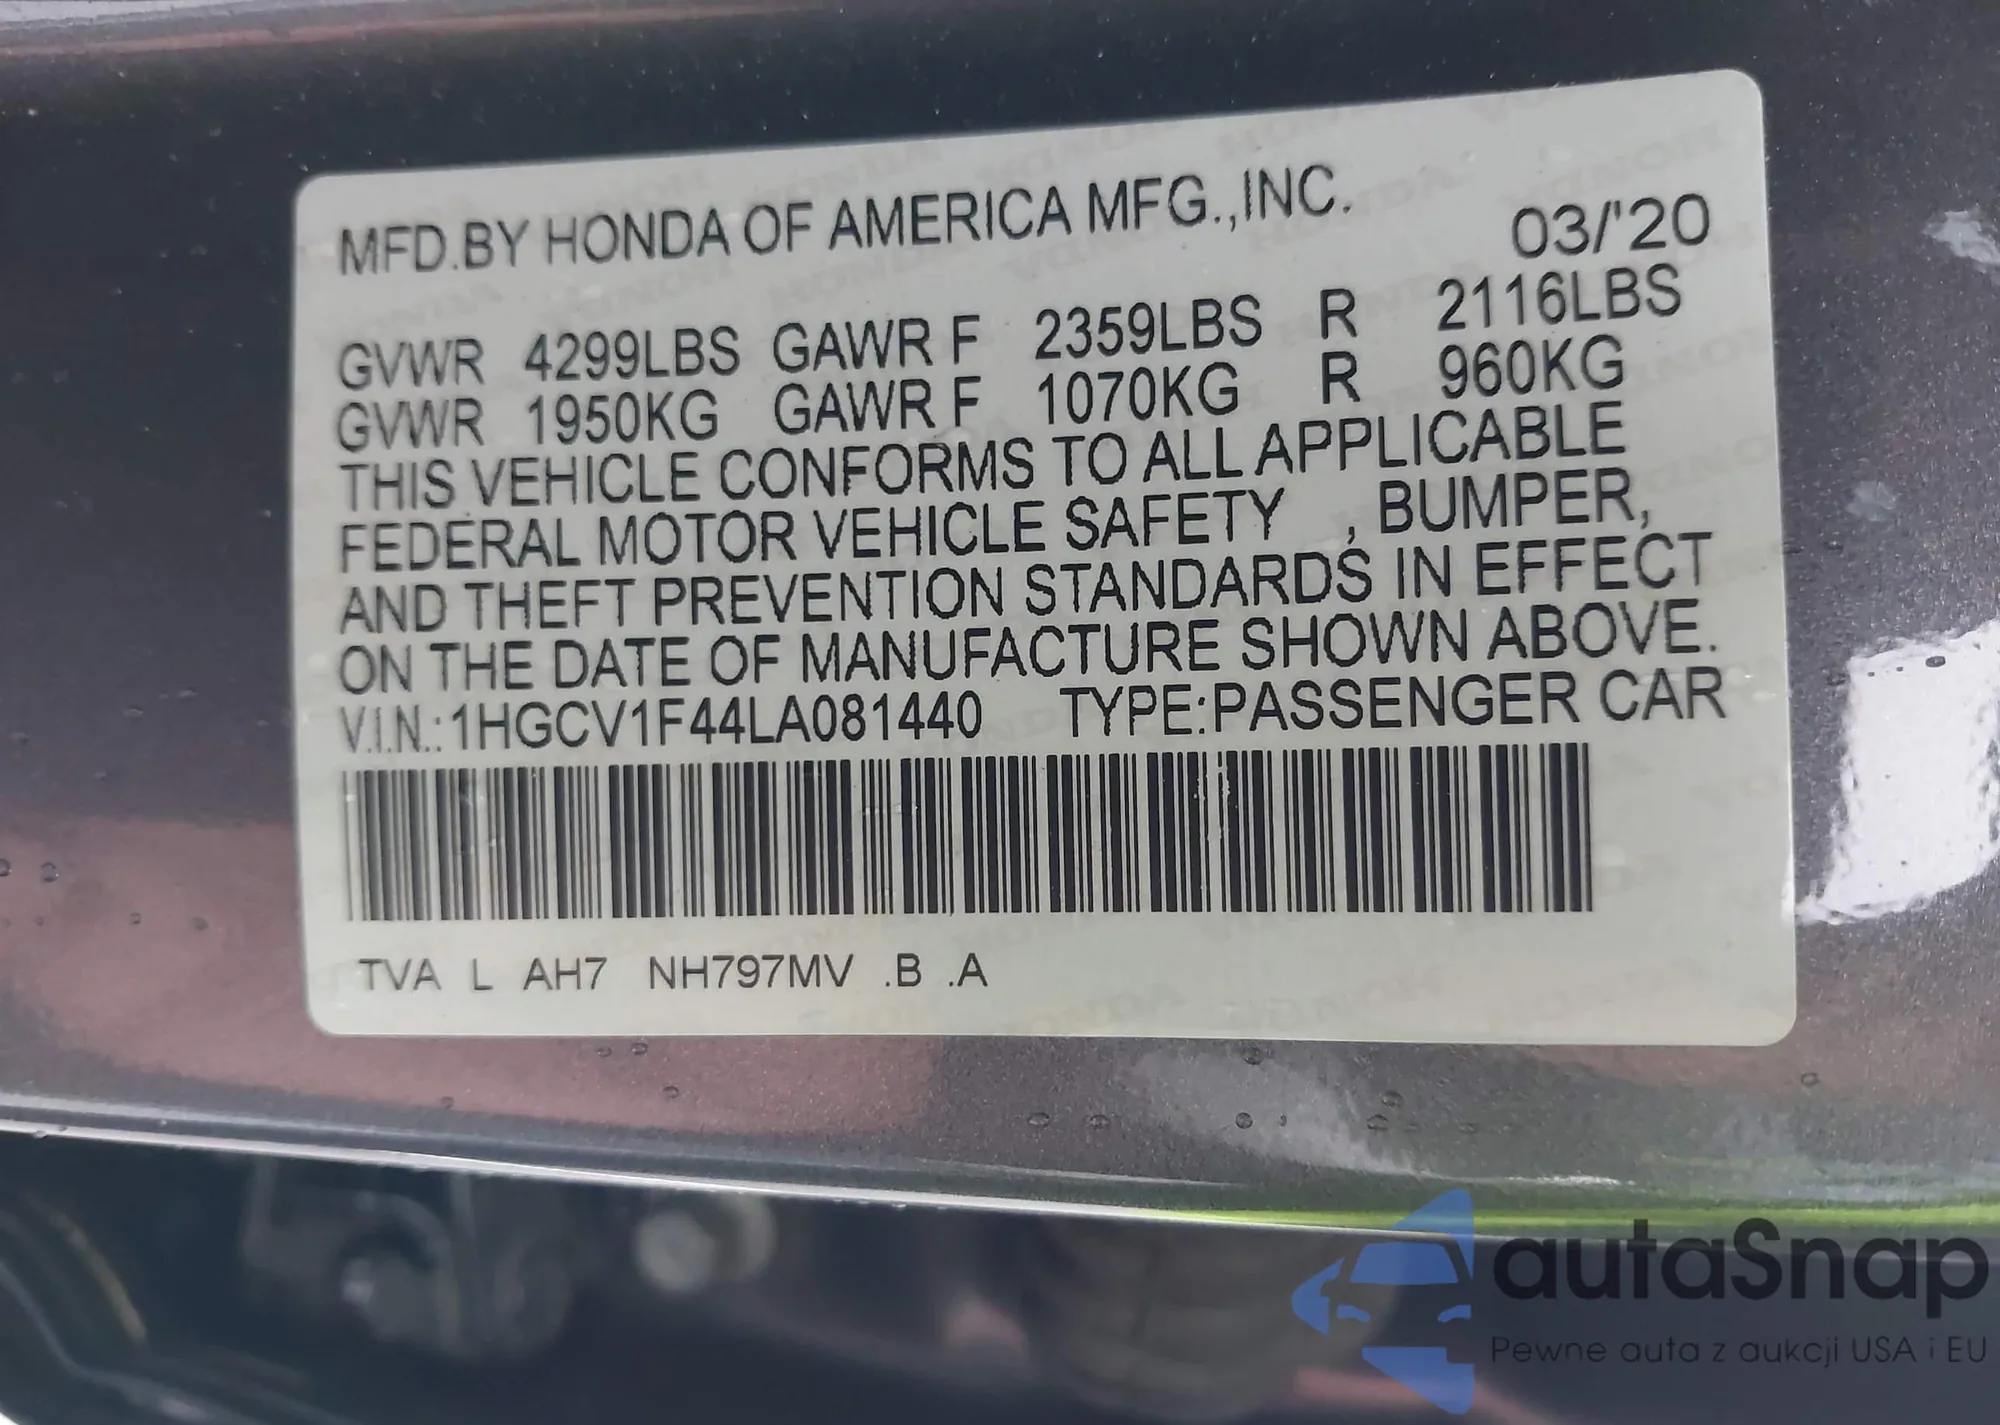 MFD.BY HONDA OF AMERICA MFG.,INC. 03/'20
GVWR 4299LBS GAWR F 2359LBS R 2116LBS
GVWR 1950KG GAWR F 1070KG R 960KG
THIS VEHICLE CONFORMS TO ALL APPLICABLE
FEDERAL MOTOR VEHICLE SAFETY , BUMPER,
AND THEFT PREVENTION STANDARDS IN EFFECT
ON THE DATE OF MANUFACTURE SHOWN ABOVE.
V.I.N.:1HGCV1F44LA081440 TYPE:PASSENGER CAR
TVA L AH7 NH797MV .B .A
autaSnap
Pewne auta z aukcji USA i EU